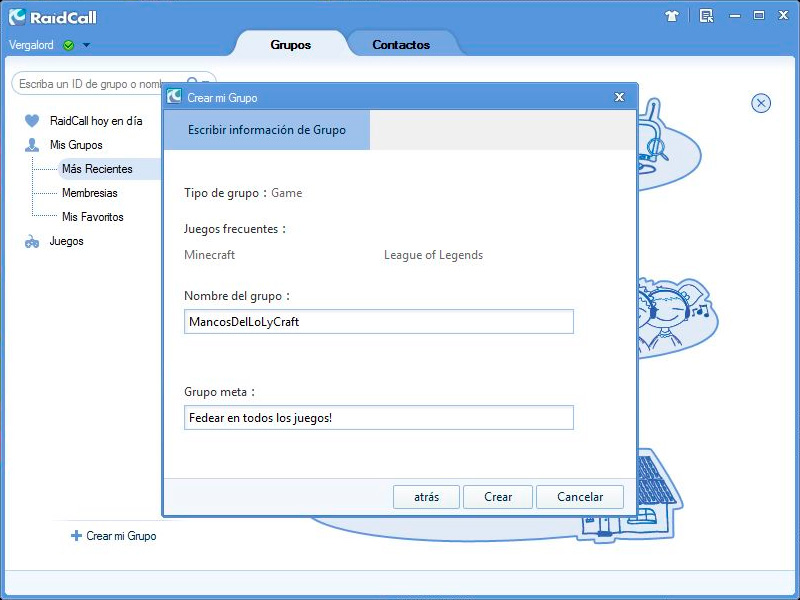 RaidCall
Vergalord
Grupos
Contactos
Escriba un ID de grupo o nomb
RaidCall hoy en día
Mis Grupos
Más Recientes
Membresias
Mis Favoritos
Juegos
Crear mi Grupo
Crear mi Grupo
Escribir información de Grupo
Tipo de grupo : Game
Juegos frecuentes :
Minecraft League of Legends
Nombre del grupo :
MancosDelLoLyCraft
Grupo meta :
Fedear en todos los juegos!
atrás Crear Cancelar